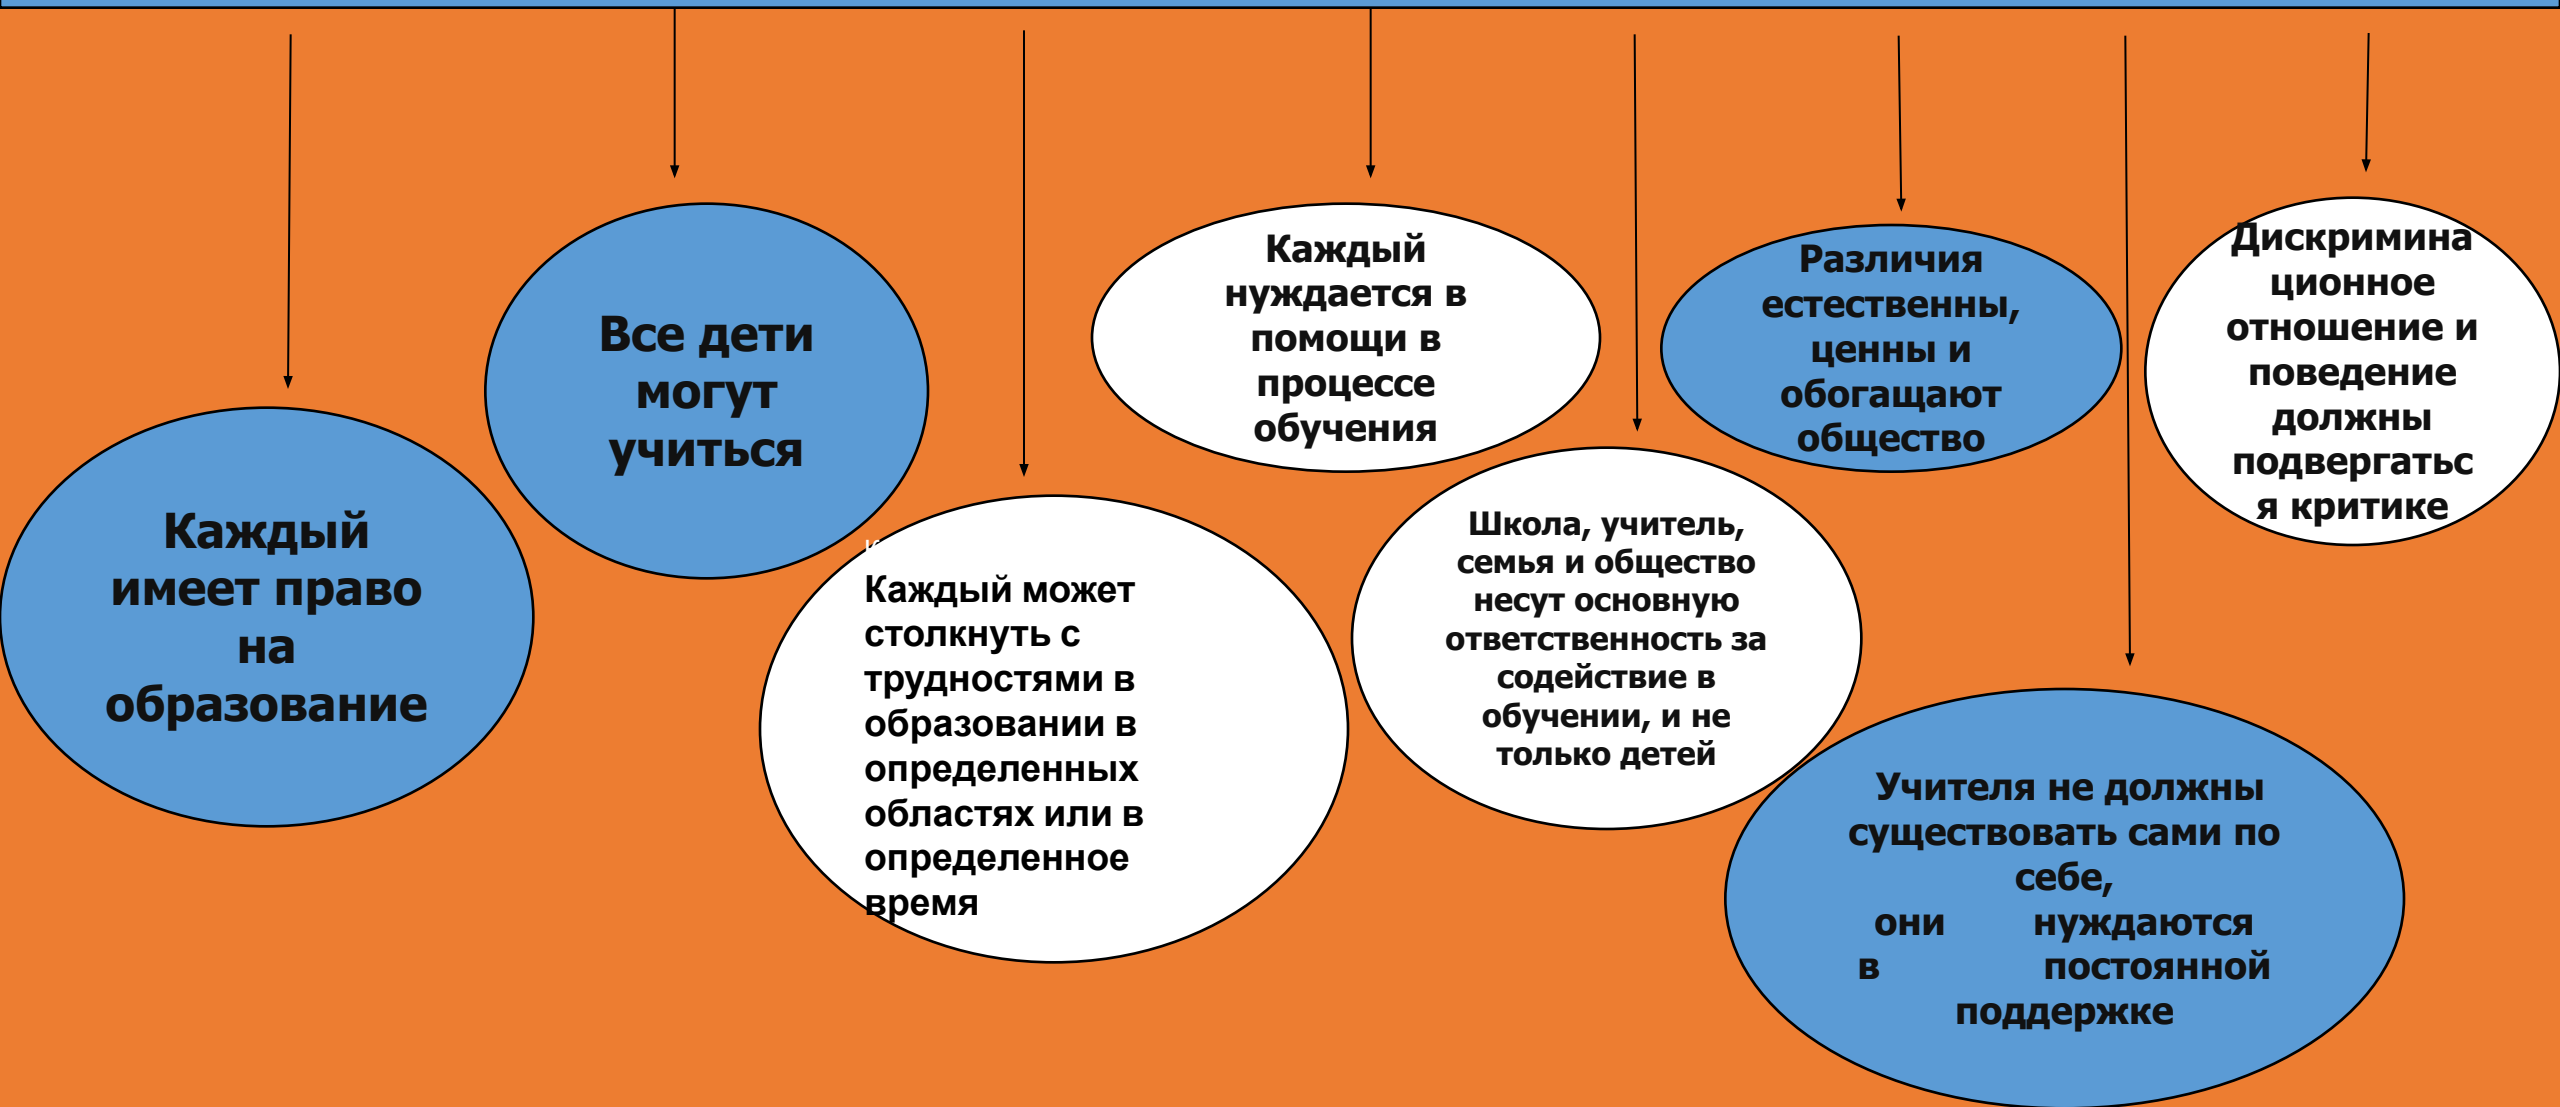 Каждый
имеет право
на
образование
Все дети
могут
учиться
Каждый может
столкнуть с
трудностями в
образовании в
определенных
областях или в
определенное
время
Каждый
нуждается в
помощи в
процессе
обучения
Школа, учитель,
семья и общество
несут основную
ответственность за
содействие в
обучении, и не
только детей
Различия
естественны,
ценны и
обогащают
общество
Учителя не должны
существовать сами по
себе,
они нуждаются
в постоянной
поддержке
Дискримина
ционное
отношение и
поведение
должны
подвергатьс
я критике